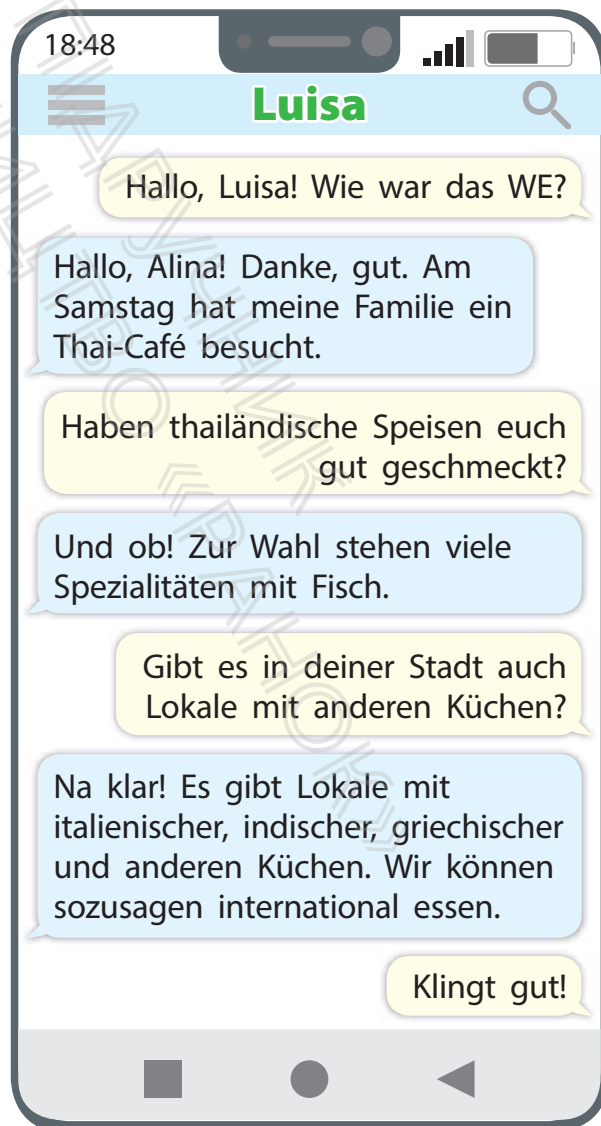 18:48
Luisa
Hallo, Luisa! Wie war das WE?
Hallo, Alina! Danke, gut. Am
Samstag hat meine Familie ein
Thai-Café besucht.
Haben thailändische Speisen euch
gut geschmeckt?
Und ob! Zur Wahl stehen viele
Spezialitäten mit Fisch.
Gibt es in deiner Stadt auch
Lokale mit anderen Küchen?
Na klar! Es gibt Lokale mit
italienischer, indischer, griechischer
und anderen Küchen. Wir können
sozusagen international essen.
Klingt gut!